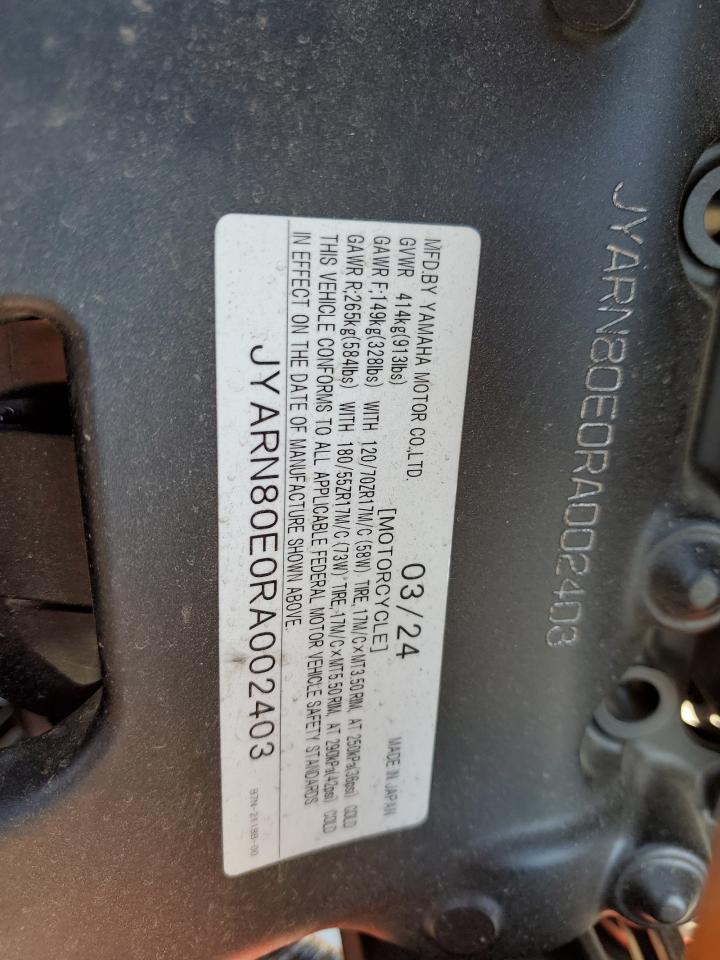 MFD.BY YAMAHA MOTOR CO.,LTD. 03/24 MADE IN JAPAN
GVWR 414kg(913lbs) [MOTORCYCLE]
GAWR F:149kg(328lbs) WITH 120/70ZR17M/C(58W) TIRE, 17M/C×MT3.50 RIM, AT 250kPa(36psi) COLD
GAWR R:265kg(584lbs) WITH 180/55ZR17M/C(73W) TIRE, 17M/C×MT5.50 RIM, AT 290kPa(42psi) COLD
THIS VEHICLE CONFORMS TO ALL APPLICABLE FEDERAL MOTOR VEHICLE SAFETY STANDARDS
IN EFFECT ON THE DATE OF MANUFACTURE SHOWN ABOVE.
JYARN80E0RA002403
JYARN80E0RA002403